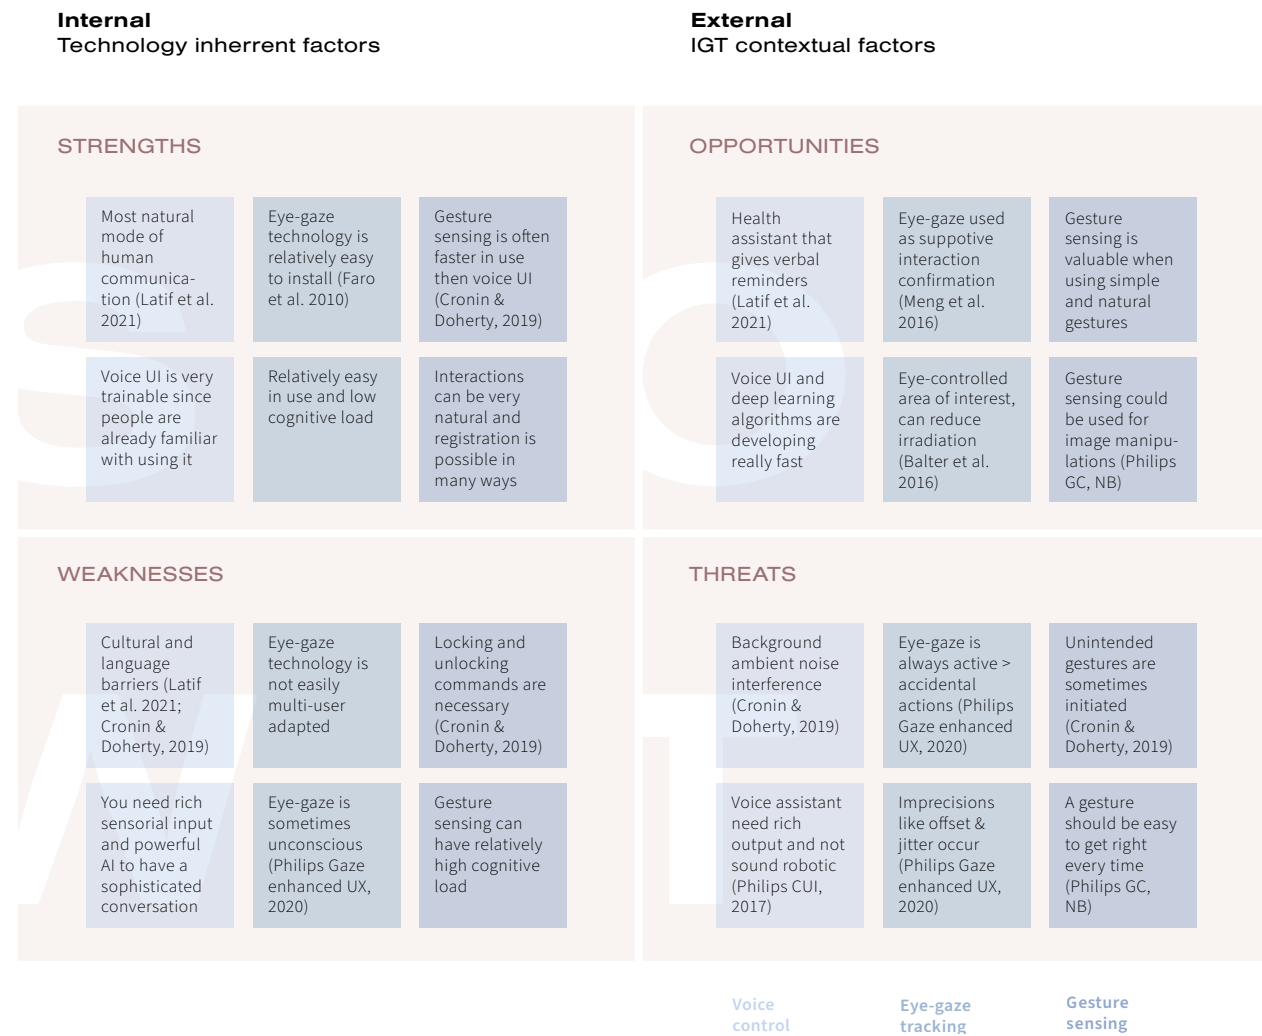 Internal
Technology inherrent factors
External
IGT contextual factors
STRENGTHS
Most natural
mode of
human
communica-
tion (Latif et al.
2021)
Eye-gaze
technology is
relatively easy
to install (Faro
et al. 2010)
Gesture
sensing is often
faster in use
then voice UI
(Cronin &
Doherty, 2019)
Voice UI is very
trainable since
people are
already familiar
with using it
Relatively easy
in use and low
cognitive load
Interactions
can be very
natural and
registration is
possible in
many ways
OPPORTUNITIES
Health
assistant that
gives verbal
reminders
(Latif et al.
2021)
Eye-gaze used
as suppotive
interaction
confirmation
(Meng et al.
2016)
Gesture
sensing is
valuable when
using simple
and natural
gestures
Voice UI and
deep learning
algorithms are
developing
really fast
Eye-controlled
area of interest,
can reduce
irradiation
(Balter et al.
2016)
Gesture
sensing could
be used for
image manipu-
lations (Philips
GC, NB)
WEAKNESSES
Cultural and
language
barriers (Latif
et al. 2021;
Cronin &
Doherty, 2019)
Eye-gaze
technology is
not easily
multi-user
adapted
Locking and
unlocking
commands are
necessary
(Cronin &
Doherty, 2019)
You need rich
sensorial input
and powerful
AI to have a
sophisticated
conversation
Eye-gaze is
sometimes
unconscious
(Philips Gaze
enhanced UX,
2020)
Gesture
sensing can
have relatively
high cognitive
load
THREATS
Background
ambient noise
interference
(Cronin &
Doherty, 2019)
Eye-gaze is
always active >
accidental
actions (Philips
Gaze enhanced
UX, 2020)
Unintended
gestures are
sometimes
initiated
(Cronin &
Doherty, 2019)
Voice assistant
need rich
output and not
sound robotic
(Philips CUI,
2017)
Imprecisions
like offset &
jitter occur
(Philips Gaze
enhanced UX,
2020)
A gesture
should be easy
to get right
every time
(Philips GC,
NB)
S
O
W
T
Voice
control
Eye-gaze
tracking
Gesture
sensing